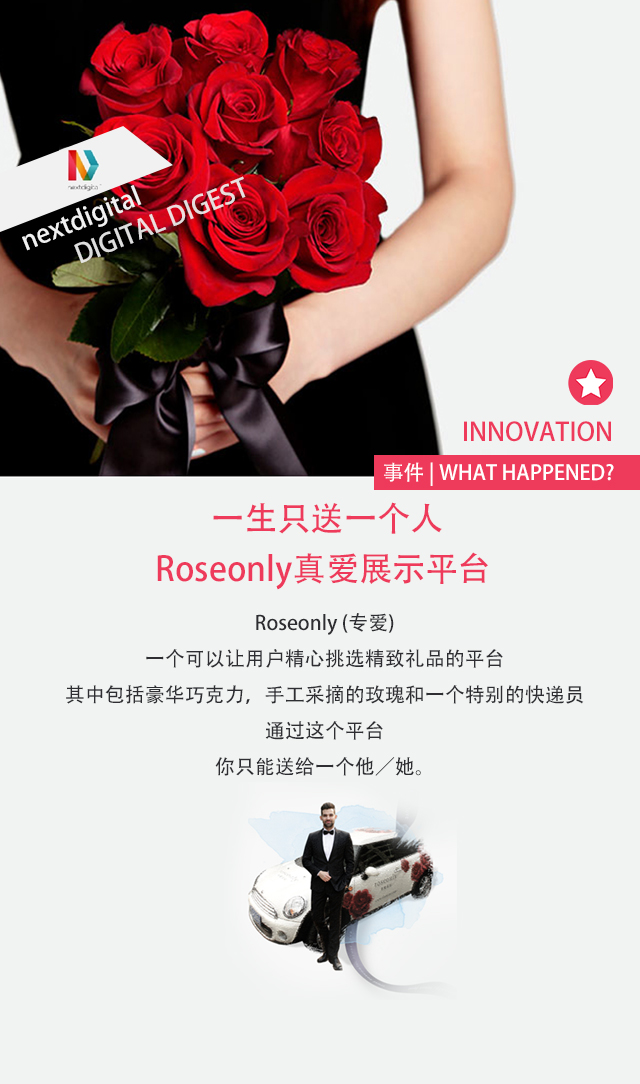 nextdigital
nextdigital
DIGITAL DIGEST
INNOVATION
事件 | WHAT HAPPENED?
一生只送一个人
Roseonly真爱展示平台
Roseonly (专爱)
一个可以让用户精心挑选精致礼品的平台
其中包括豪华巧克力，手工采摘的玫瑰和一个特别的快递员
通过这个平台
你只能送给一个他／她。